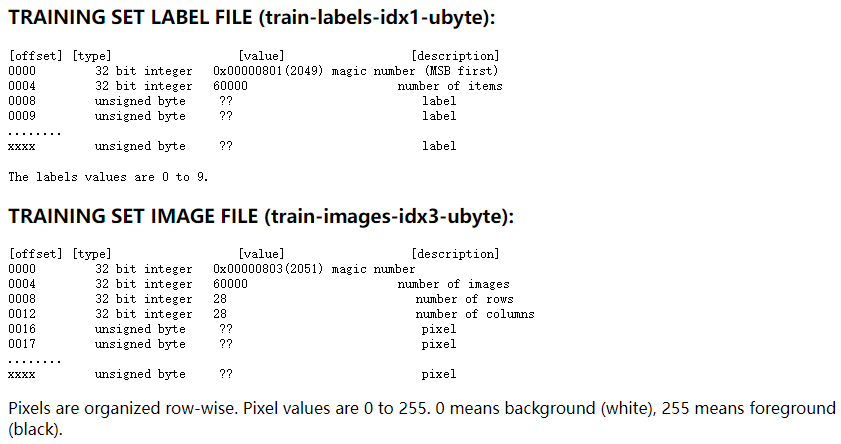 TRAINING SET LABEL FILE (train-labels-idx1-ubyte):
[offset] [type] [value] [description]
0000 32 bit integer 0x00000801(2049) magic number (MSB first)
0004 32 bit integer 60000 number of items
0008 unsigned byte ?? label
0009 unsigned byte ?? label
........
xxxx unsigned byte ?? label
The labels values are 0 to 9.
TRAINING SET IMAGE FILE (train-images-idx3-ubyte):
[offset] [type] [value] [description]
0000 32 bit integer 0x00000803(2051) magic number
0004 32 bit integer 60000 number of images
0008 32 bit integer 28 number of rows
0012 32 bit integer 28 number of columns
0016 unsigned byte ?? pixel
0017 unsigned byte ?? pixel
........
xxxx unsigned byte ?? pixel
Pixels are organized row-wise. Pixel values are 0 to 255. 0 means background (white), 255 means foreground
(black).